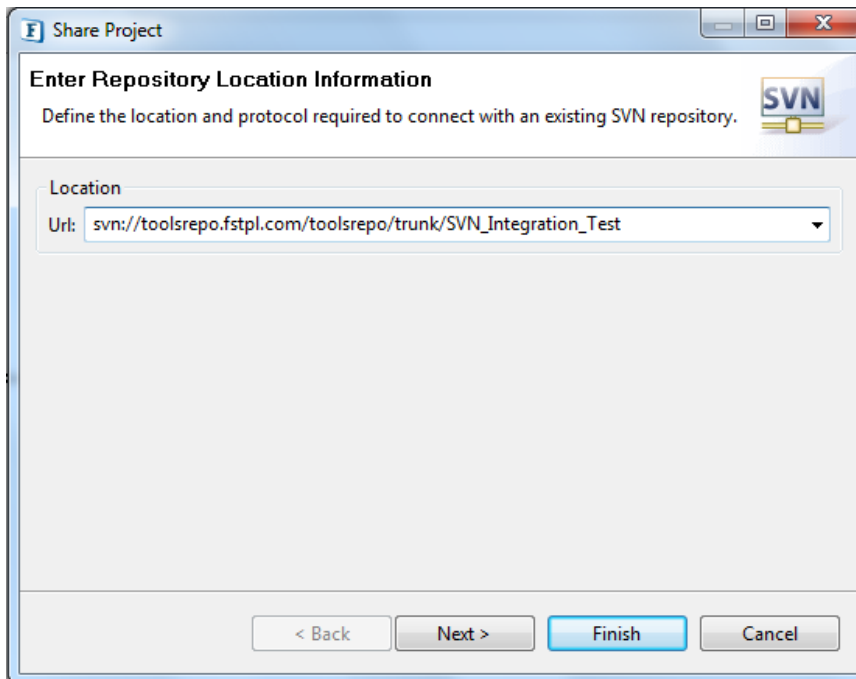 F Share Project
Enter Repository Location Information
Define the location and protocol required to connect with an existing SVN repository.
SVN
Location
Url: svn://toolsrepo.fstpl.com/toolsrepo/trunk/SVN_Integration_Test
< Back Next > Finish Cancel